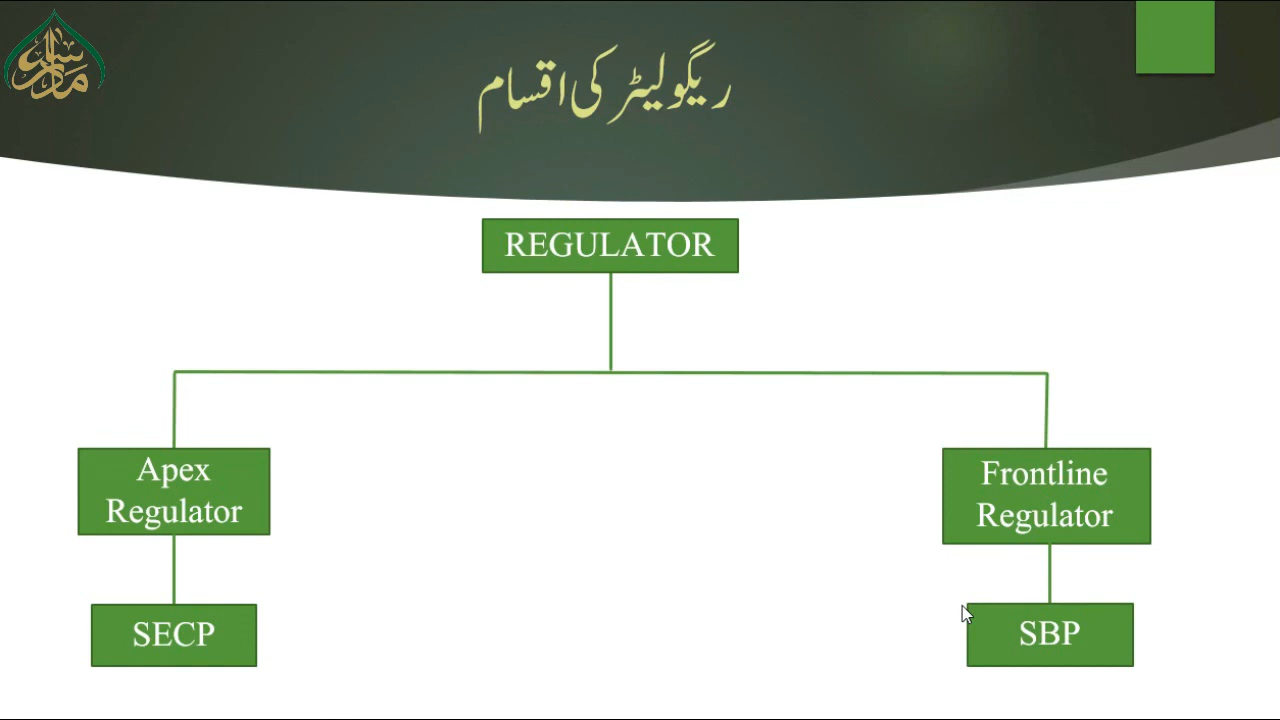 ریگولیٹر کی اقسام
REGULATOR
Apex
Regulator
Frontline
Regulator
SECP
SBP